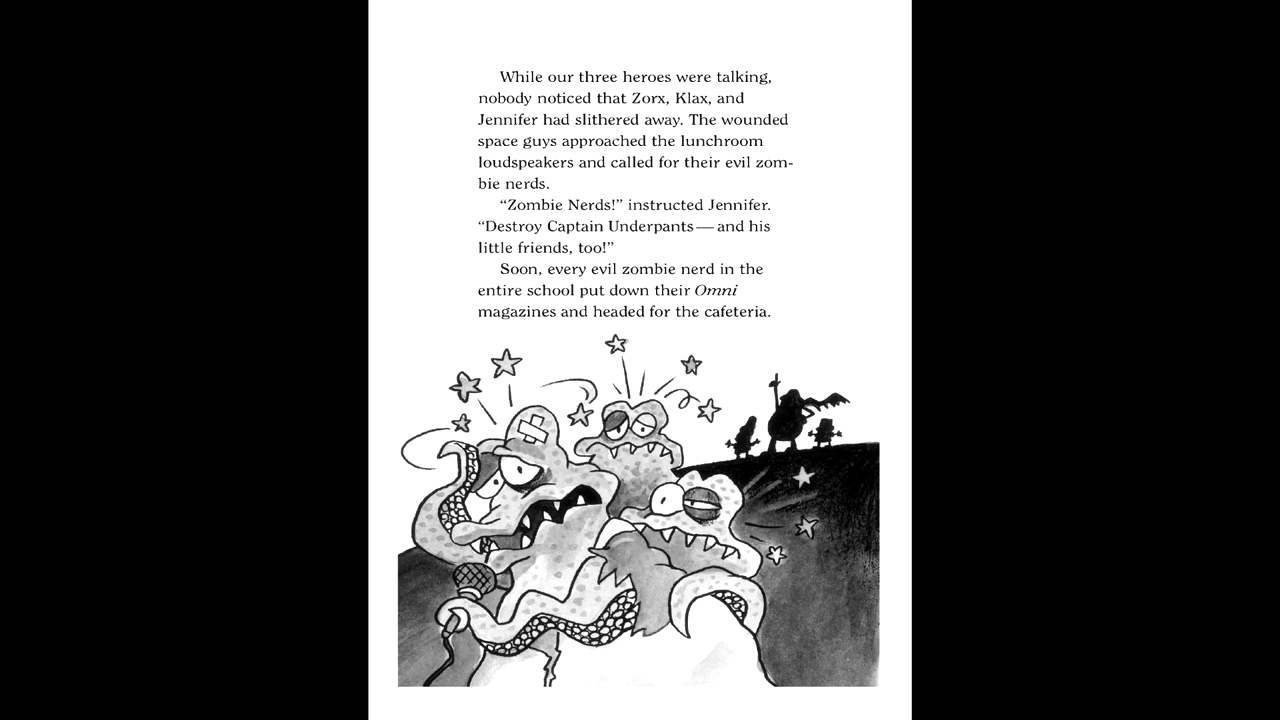 While our three heroes were talking,
nobody noticed that Zorx, Klax, and
Jennifer had slithered away. The wounded
space guys approached the lunchroom
loudspeakers and called for their evil zom-
bie nerds.
“Zombie Nerds!” instructed Jennifer.
“Destroy Captain Underpants — and his
little friends, too!”
Soon, every evil zombie nerd in the
entire school put down their Omni
magazines and headed for the cafeteria.